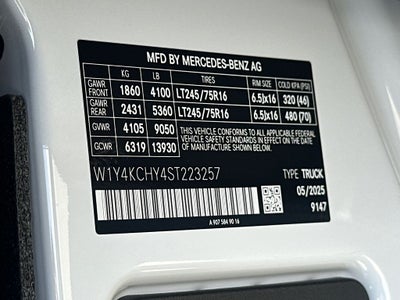 MFD BY MERCEDES-BENZ AG
KG LB TIRES RIM SIZE COLD KPA (PSI)
GAWR FRONT 1860 4100 LT245/75R16 6.5Jx16 320 (46)
GAWR REAR 2431 5360 LT245/75R16 6.5Jx16 480 (70)
GVWR 4105 9050 THIS VEHICLE CONFORMS TO ALL APPLICABLE
GCWR 6319 13930 U.S. MOTOR VEHICLE SAFETY STANDARDS IN EFFECT ON THE DATE OF MANUFACTURE SHOWN ABOVE.
W1Y4KCHY4ST223257 TYPE TRUCK
05/2025
9147
A 907 584 90 16